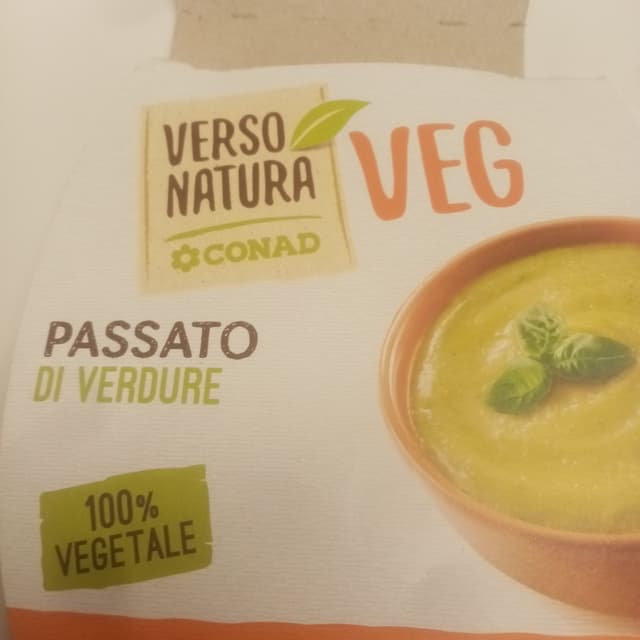 VERSO
NATURA
CONAD
VEG
PASSATO
DI VERDURE
100%
VEGETALE